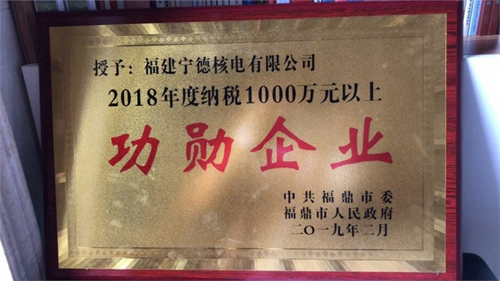 授予：福建宁德核电有限公司
2018年度纳税1000万元以上
功勋企业
中共福鼎市委
福鼎市人民政府
二〇一九年二月